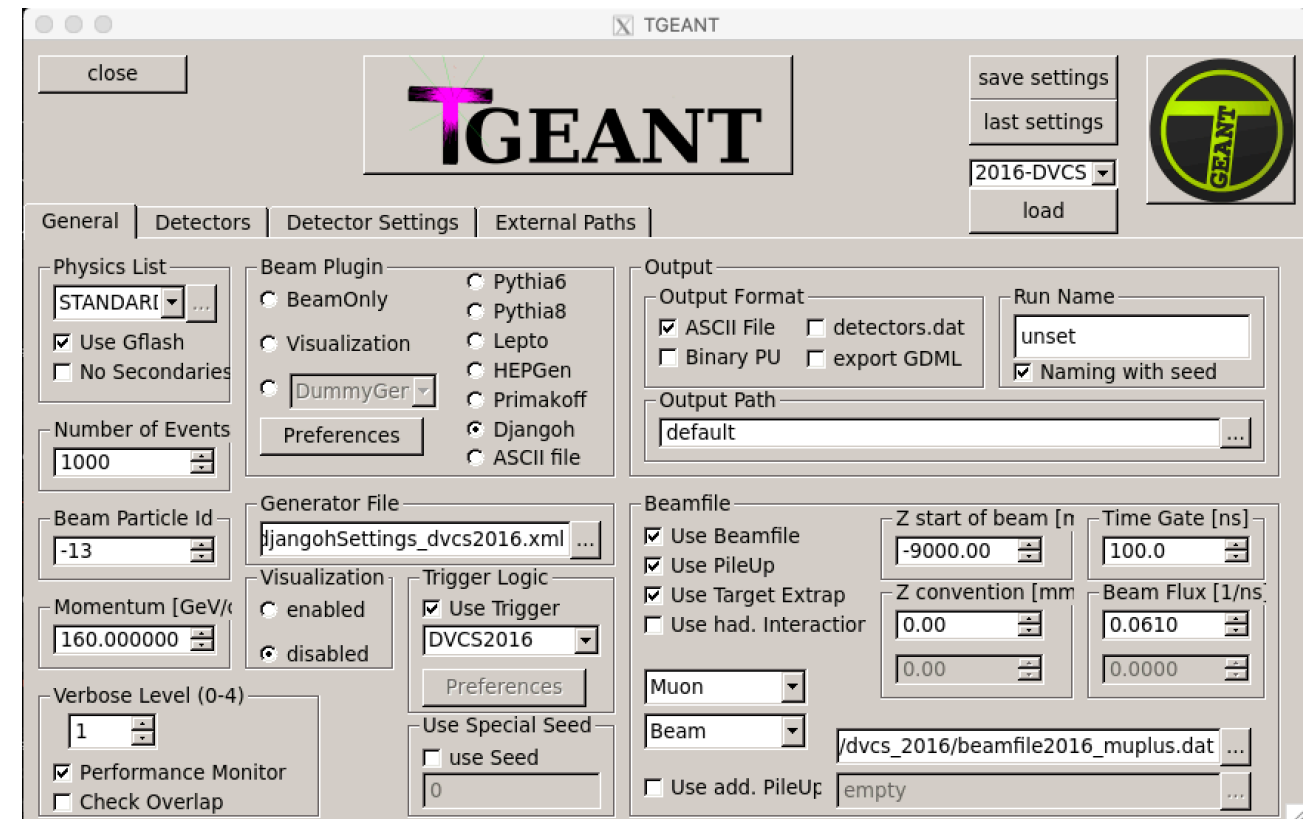 TGEANT
close
TGEANT
save settings
last settings
2016-DVCS
load
TGEANT
General
Detectors
Detector Settings
External Paths
Physics List
STANDARD
...
Use Gflash
No Secondaries
Number of Events
1000
Beam Particle Id
-13
Momentum [GeV/c
160.000000
Verbose Level (0-4)
1
Performance Monitor
Check Overlap
Beam Plugin
BeamOnly
Visualization
DummyGer
Preferences
Pythia6
Pythia8
Lepto
HEPGen
Primakoff
Djangoh
ASCII file
Generator File
djangohSettings_dvcs2016.xml
...
Visualization
enabled
disabled
Trigger Logic
Use Trigger
DVCS2016
Preferences
Use Special Seed
use Seed
0
Output
Output Format
ASCII File
detectors.dat
Binary PU
export GDML
Run Name
unset
Naming with seed
Output Path
default
...
Beamfile
Use Beamfile
Use PileUp
Use Target Extrap
Use had. Interaction
Z start of beam [m
-9000.00
Time Gate [ns]
100.0
Z convention [mm
0.00
0.00
Beam Flux [1/ns]
0.0610
0.0000
Muon
Beam
/dvcs_2016/beamfile2016_muplus.dat
...
Use add. PileUp
empty
...